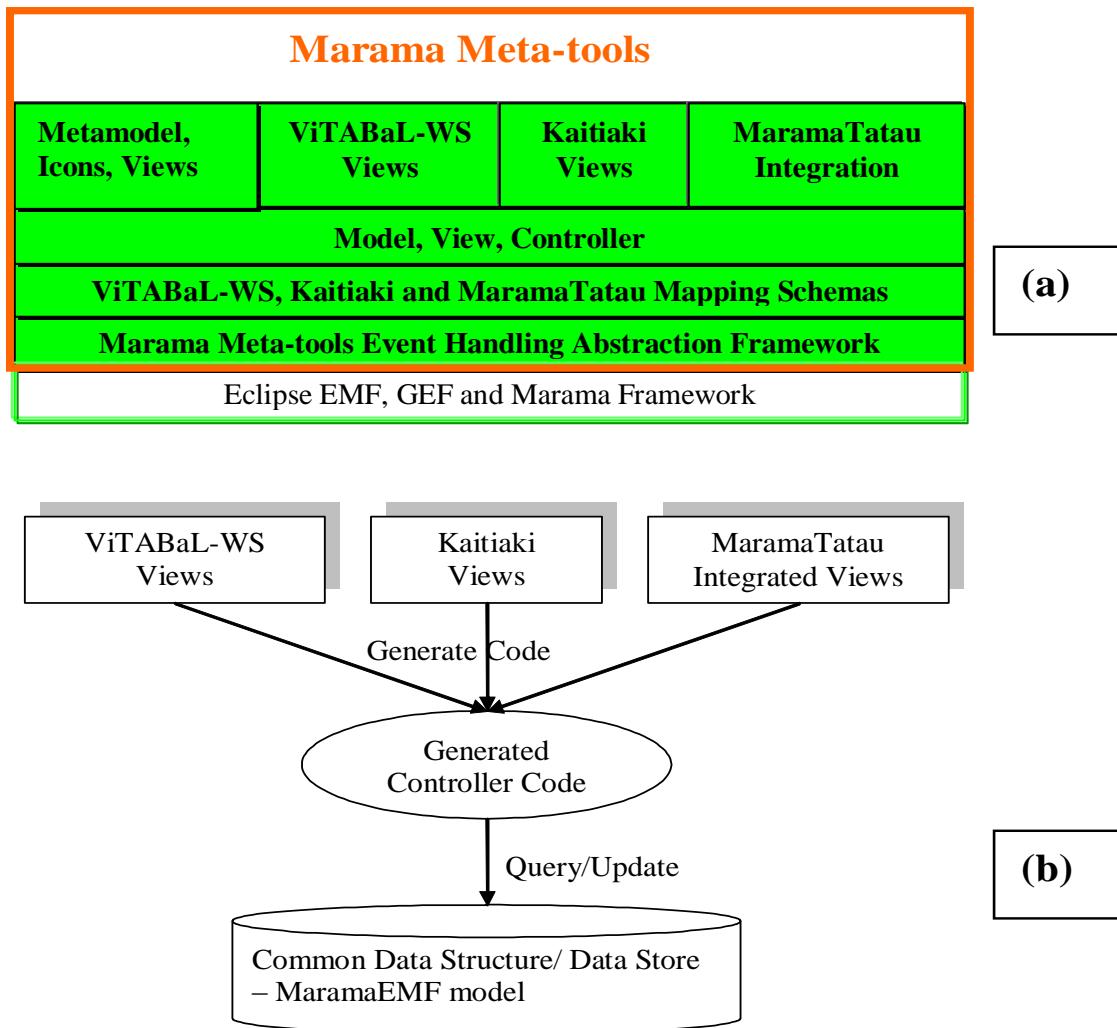 Marama Meta-tools
Metamodel,
Icons, Views
ViTABaL-WS
Views
Kaitiaki
Views
MaramaTatau
Integration
Model, View, Controller
ViTABaL-WS, Kaitiaki and MaramaTatau Mapping Schemas
Marama Meta-tools Event Handling Abstraction Framework
Eclipse EMF, GEF and Marama Framework
(a)
ViTABaL-WS
Views
Kaitiaki
Views
MaramaTatau
Integrated Views
Generate Code
Generated
Controller Code
Query/Update
(b)
Common Data Structure/ Data Store
– MaramaEMF model